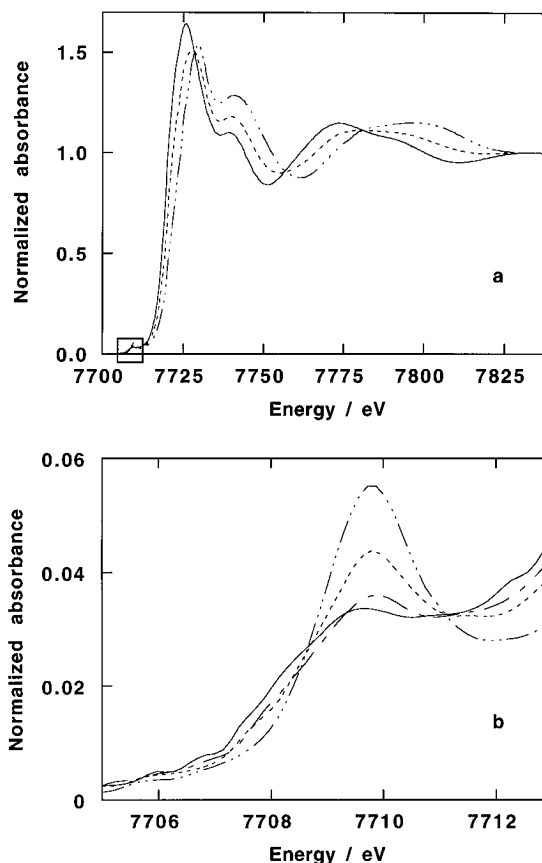 1.5
1.0
0.5
0.0
Normalized absorbance
a
7700 7725 7750 7775 7800 7825
Energy / eV
0.06
0.04
0.02
0
Normalized absorbance
b
7706 7708 7710 7712
Energy / eV